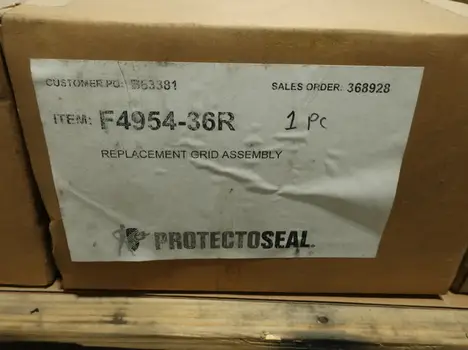 CUSTOMER PO: B63381
SALES ORDER: 368928
ITEM: F4954-36R 1 PC
REPLACEMENT GRID ASSEMBLY
PROTECTOSEAL®